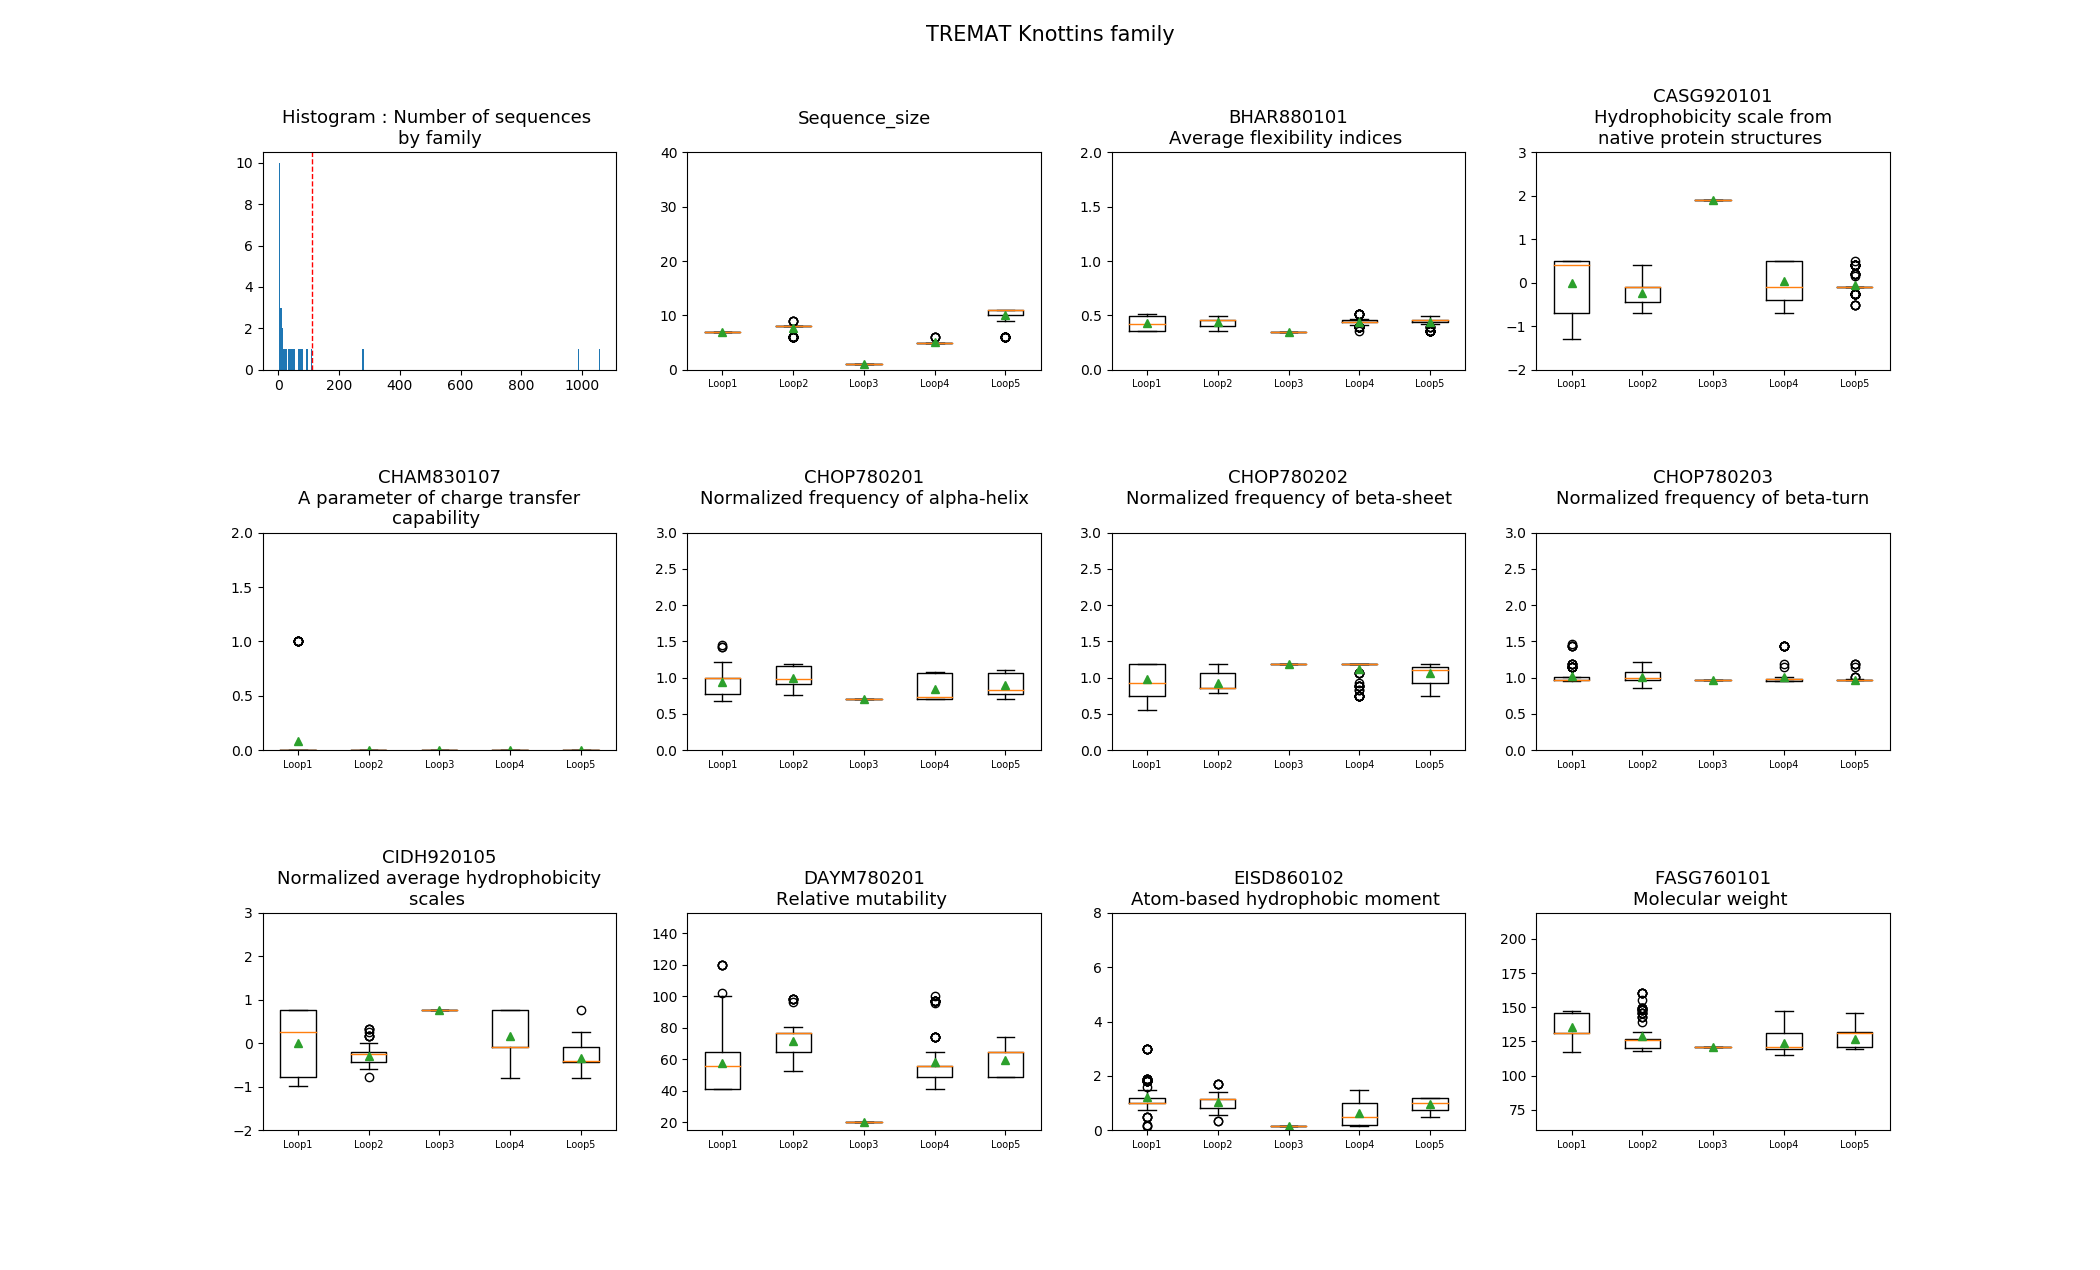 TREMAT Knottins family
Histogram : Number of sequences
by family
10
8
6
4
2
0
0 200 400 600 800 1000
Sequence_size
40
30
20
10
0
Loop1 Loop2 Loop3 Loop4 Loop5
BHAR880101
Average flexibility indices
2.0
1.5
1.0
0.5
0.0
Loop1 Loop2 Loop3 Loop4 Loop5
CASG920101
Hydrophobicity scale from
native protein structures
3
2
1
0
−1
−2
Loop1 Loop2 Loop3 Loop4 Loop5
CHAM830107
A parameter of charge transfer
capability
2.0
1.5
1.0
0.5
0.0
Loop1 Loop2 Loop3 Loop4 Loop5
CHOP780201
Normalized frequency of alpha-helix
3.0
2.5
2.0
1.5
1.0
0.5
0.0
Loop1 Loop2 Loop3 Loop4 Loop5
CHOP780202
Normalized frequency of beta-sheet
3.0
2.5
2.0
1.5
1.0
0.5
0.0
Loop1 Loop2 Loop3 Loop4 Loop5
CHOP780203
Normalized frequency of beta-turn
3.0
2.5
2.0
1.5
1.0
0.5
0.0
Loop1 Loop2 Loop3 Loop4 Loop5
CIDH920105
Normalized average hydrophobicity
scales
3
2
1
0
−1
−2
Loop1 Loop2 Loop3 Loop4 Loop5
DAYM780201
Relative mutability
140
120
100
80
60
40
20
Loop1 Loop2 Loop3 Loop4 Loop5
EISD860102
Atom-based hydrophobic moment
8
6
4
2
0
Loop1 Loop2 Loop3 Loop4 Loop5
FASG760101
Molecular weight
200
175
150
125
100
75
Loop1 Loop2 Loop3 Loop4 Loop5